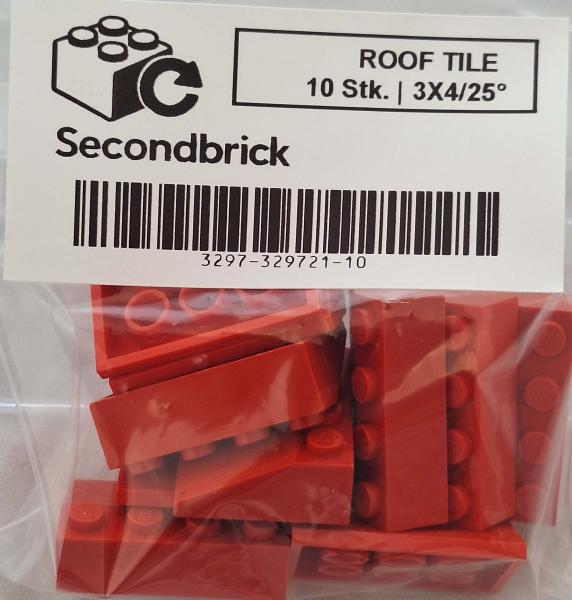 ROOF TILE
10 Stk. | 3X4/25°
Secondbrick
3297-329721-10